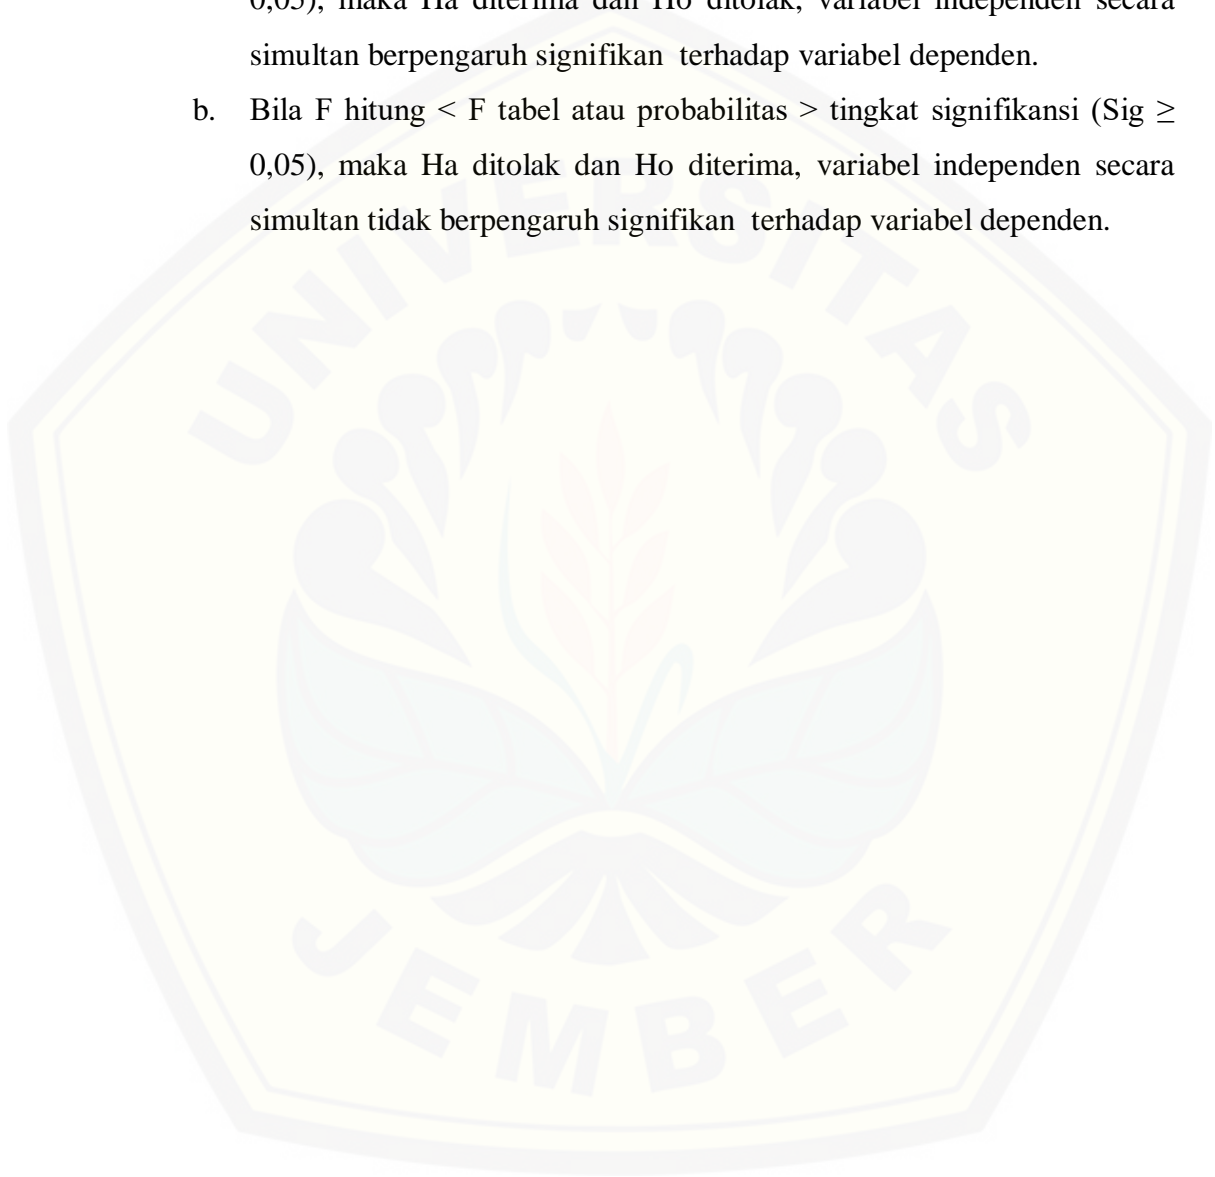 0,05), maka Ha diterima dan Ho ditolak, variabel independen secara
simultan berpengaruh signifikan terhadap variabel dependen.
b. Bila F hitung < F tabel atau probabilitas > tingkat signifikansi (Sig ≥
0,05), maka Ha ditolak dan Ho diterima, variabel independen secara
simultan tidak berpengaruh signifikan terhadap variabel dependen.
UNIVERSITAS
JEMBER